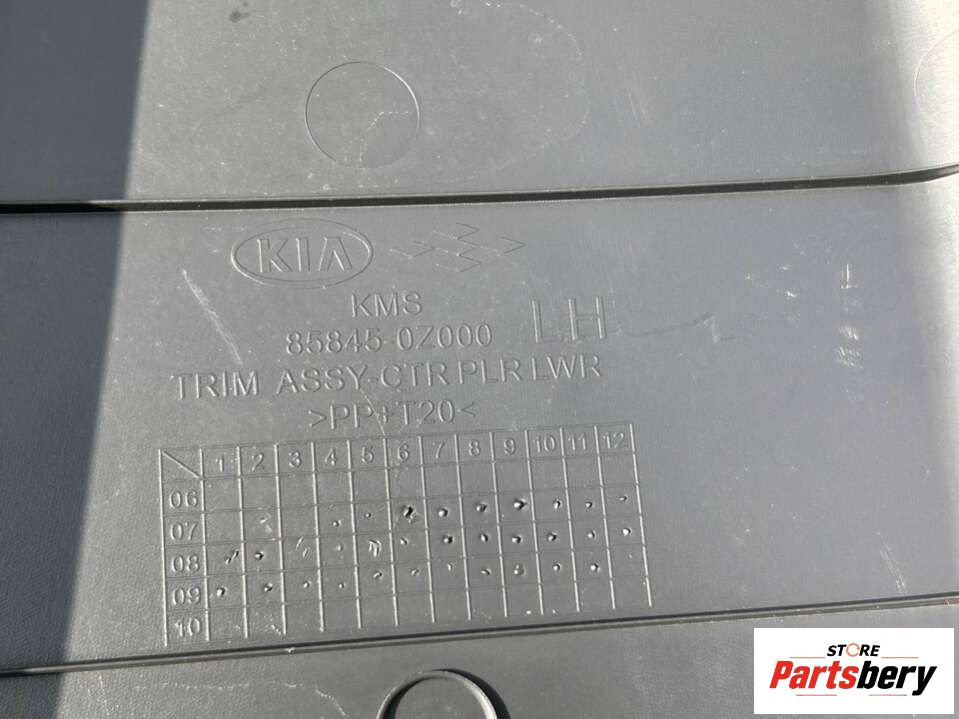 KIA
KMS
85845-0Z000 LH
TRIM ASSY-CTR PLR LWR
>PP+T20<
1 2 3 4 5 6 7 8 9 10 11 12
06
07
08
09
10
STORE
Partsbery